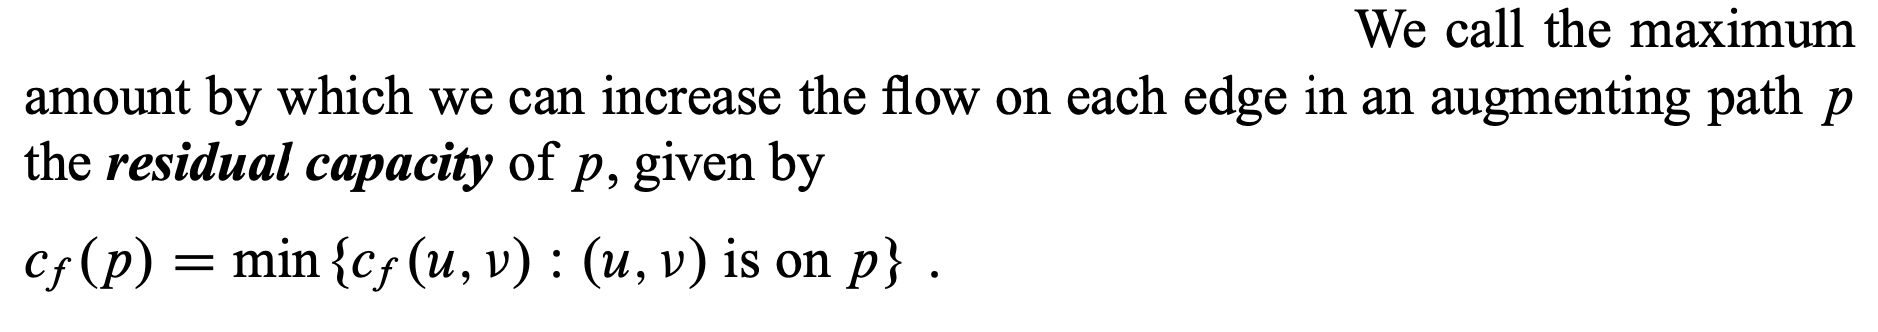 We call the maximum
amount by which we can increase the flow on each edge in an augmenting path p
the residual capacity of p, given by
c_f(p) = min {c_f(u, v) : (u, v) is on p} .